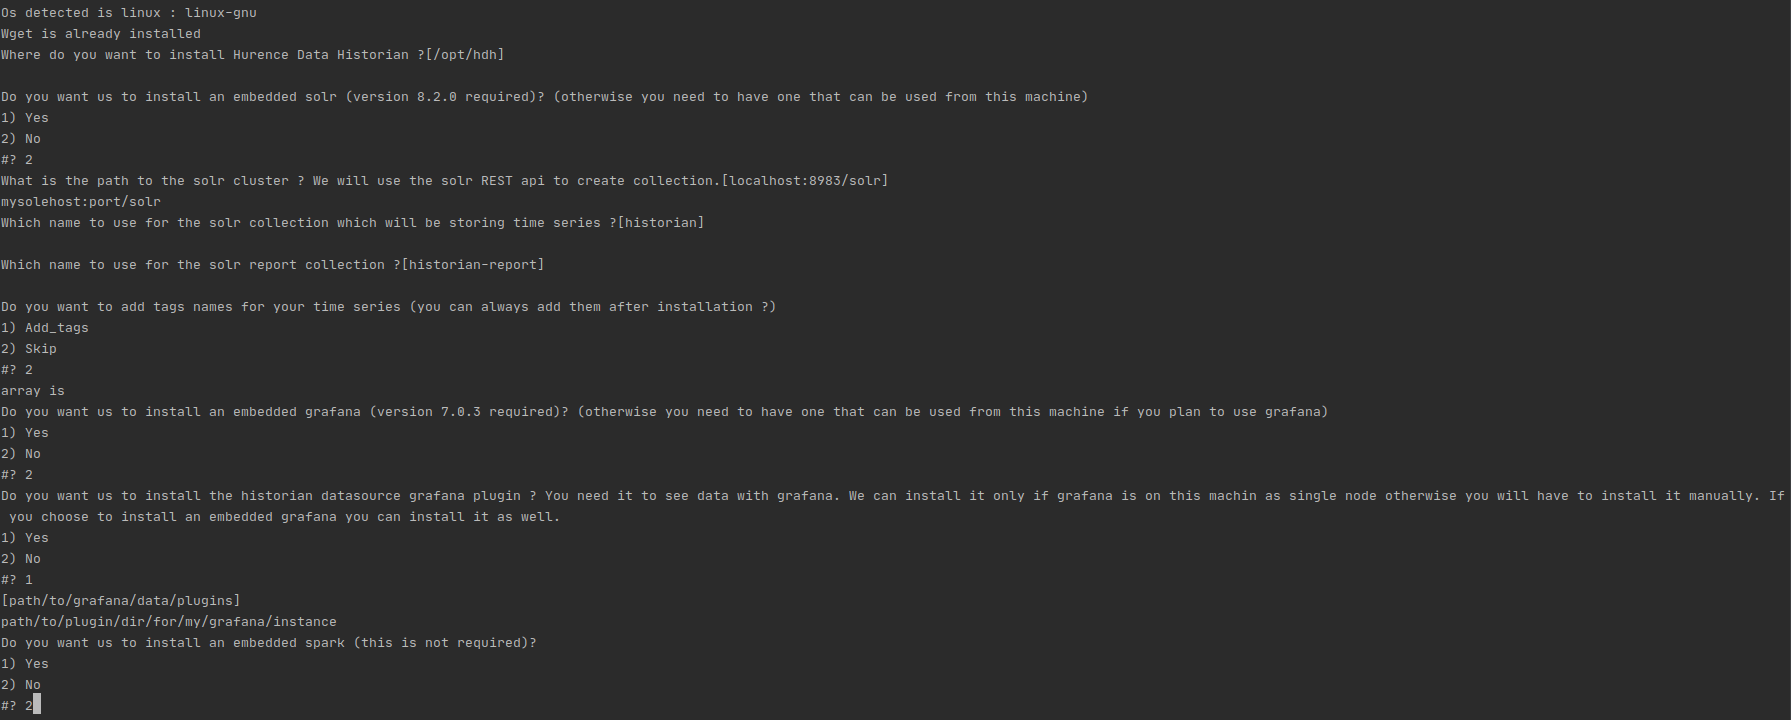 Os detected is linux : linux-gnu
Wget is already installed
Where do you want to install Hurence Data Historian ?[/opt/hdh]
Do you want us to install an embedded solr (version 8.2.0 required)? (otherwise you need to have one that can be used from this machine)
1) Yes
2) No
#? 2
What is the path to the solr cluster ? We will use the solr REST api to create collection.[localhost:8983/solr]
mysolehost:port/solr
Which name to use for the solr collection which will be storing time series ?[historian]
Which name to use for the solr report collection ?[historian-report]
Do you want to add tags names for your time series (you can always add them after installation ?)
1) Add_tags
2) Skip
#? 2
array is
Do you want us to install an embedded grafana (version 7.0.3 required)? (otherwise you need to have one that can be used from this machine if you plan to use grafana)
1) Yes
2) No
#? 2
Do you want us to install the historian datasource grafana plugin ? You need it to see data with grafana. We can install it only if grafana is on this machin as single node otherwise you will have to install it manually. If
you choose to install an embedded grafana you can install it as well.
1) Yes
2) No
#? 1
[path/to/grafana/data/plugins]
path/to/plugin/dir/for/my/grafana/instance
Do you want us to install an embedded spark (this is not required)?
1) Yes
2) No
#? 2